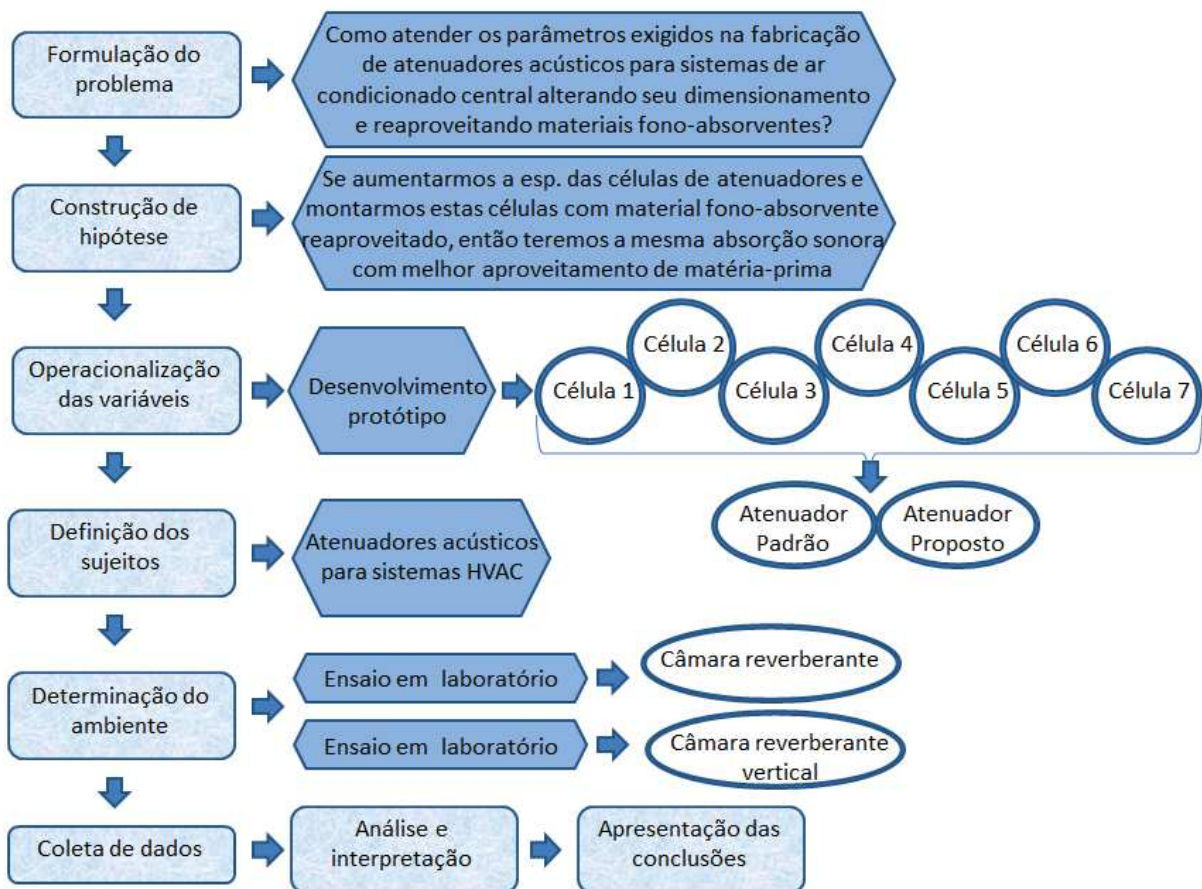 Formulação do
problema
Como atender os parâmetros exigidos na fabricação
de atenuadores acústicos para sistemas de ar
condicionado central alterando seu dimensionamento
e reaproveitando materiais fono-absorventes?
Construção de
hipótese
Se aumentarmos a esp. das células de atenuadores e
montarmos estas células com material fono-absorvente
reaproveitado, então teremos a mesma absorção sonora
com melhor aproveitamento de matéria-prima
Operacionalização
das variáveis
Desenvolvimento
protótipo
Célula 1
Célula 2
Célula 3
Célula 4
Célula 5
Célula 6
Célula 7
Atenuador
Padrão
Atenuador
Proposto
Definição dos
sujeitos
Atenuadores acústicos
para sistemas HVAC
Determinação do
ambiente
Ensaio em laboratório
Câmara reverberante
Ensaio em laboratório
Câmara reverberante
vertical
Coleta de dados
Análise e
interpretação
Apresentação das
conclusões